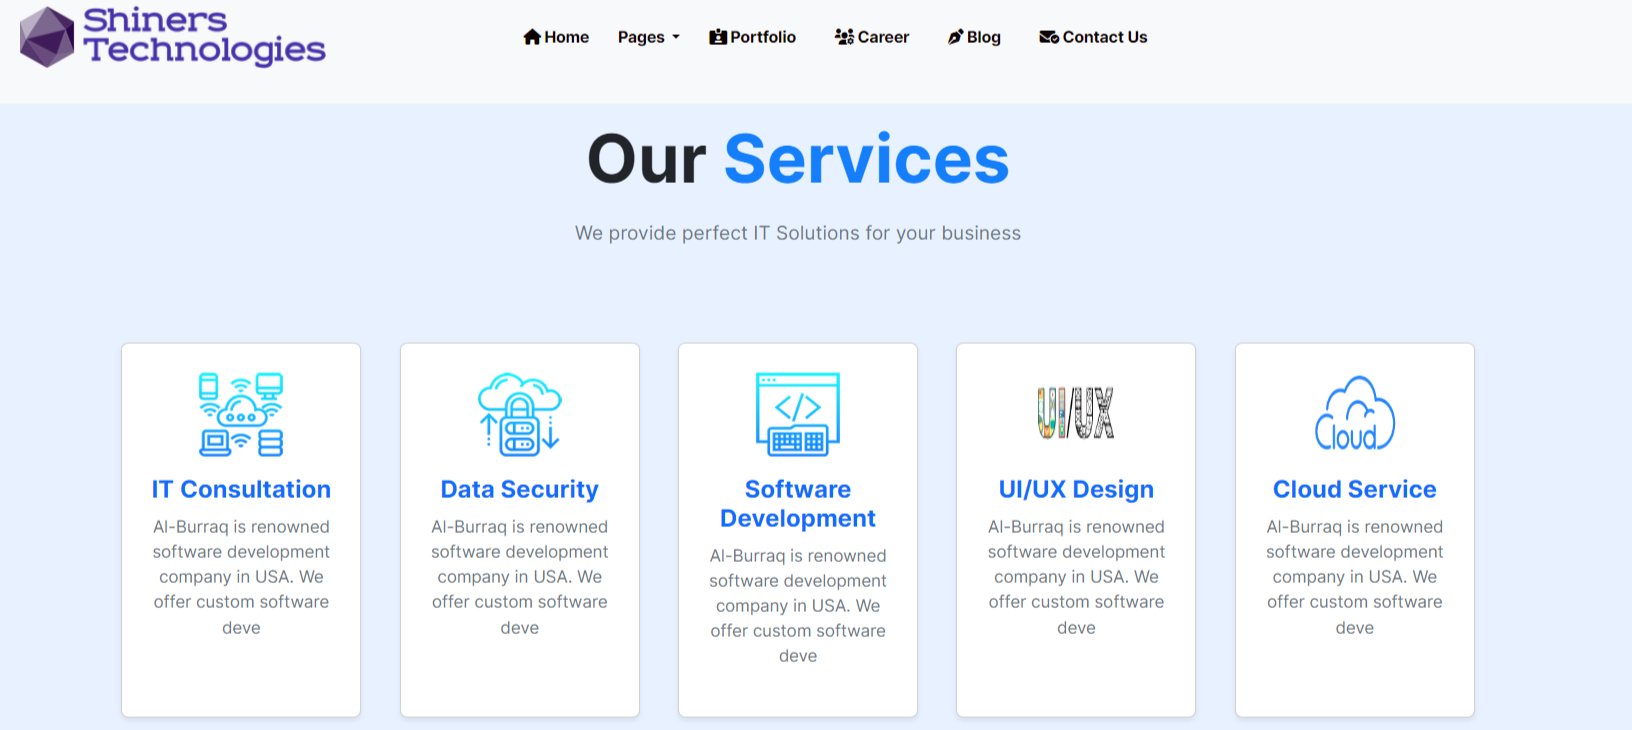 Shiners
Technologies
Home Pages Portfolio Career Blog Contact Us
Our Services
We provide perfect IT Solutions for your business
IT Consultation
Al-Burraq is renowned
software development
company in USA. We
offer custom software
deve
Data Security
Al-Burraq is renowned
software development
company in USA. We
offer custom software
deve
Software
Development
Al-Burraq is renowned
software development
company in USA. We
offer custom software
deve
UI/UX
UI/UX Design
Al-Burraq is renowned
software development
company in USA. We
offer custom software
deve
Cloud
Cloud Service
Al-Burraq is renowned
software development
company in USA. We
offer custom software
deve